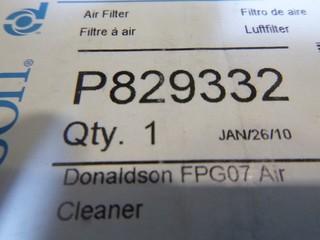 Air Filter Filtro de aire
Filtre à air Luftfilter
P829332
Qty. 1 JAN/26/10
Donaldson FPG07 Air
Cleaner